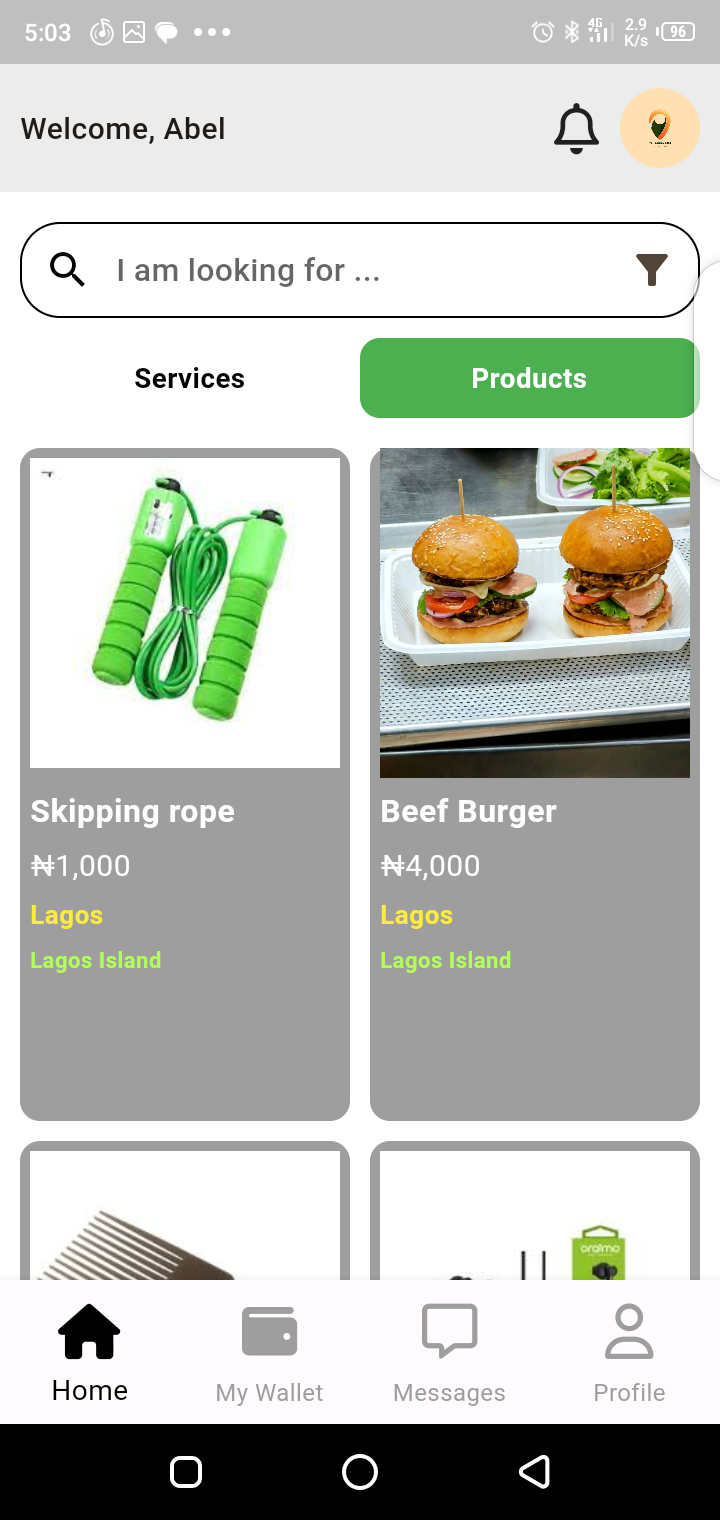 5:03
4G
2.9
K/s
96
Welcome, Abel
I am looking for ...
Services
Products
Skipping rope
Beef Burger
₦1,000
₦4,000
Lagos
Lagos
Lagos Island
Lagos Island
oraimo
Home
My Wallet
Messages
Profile